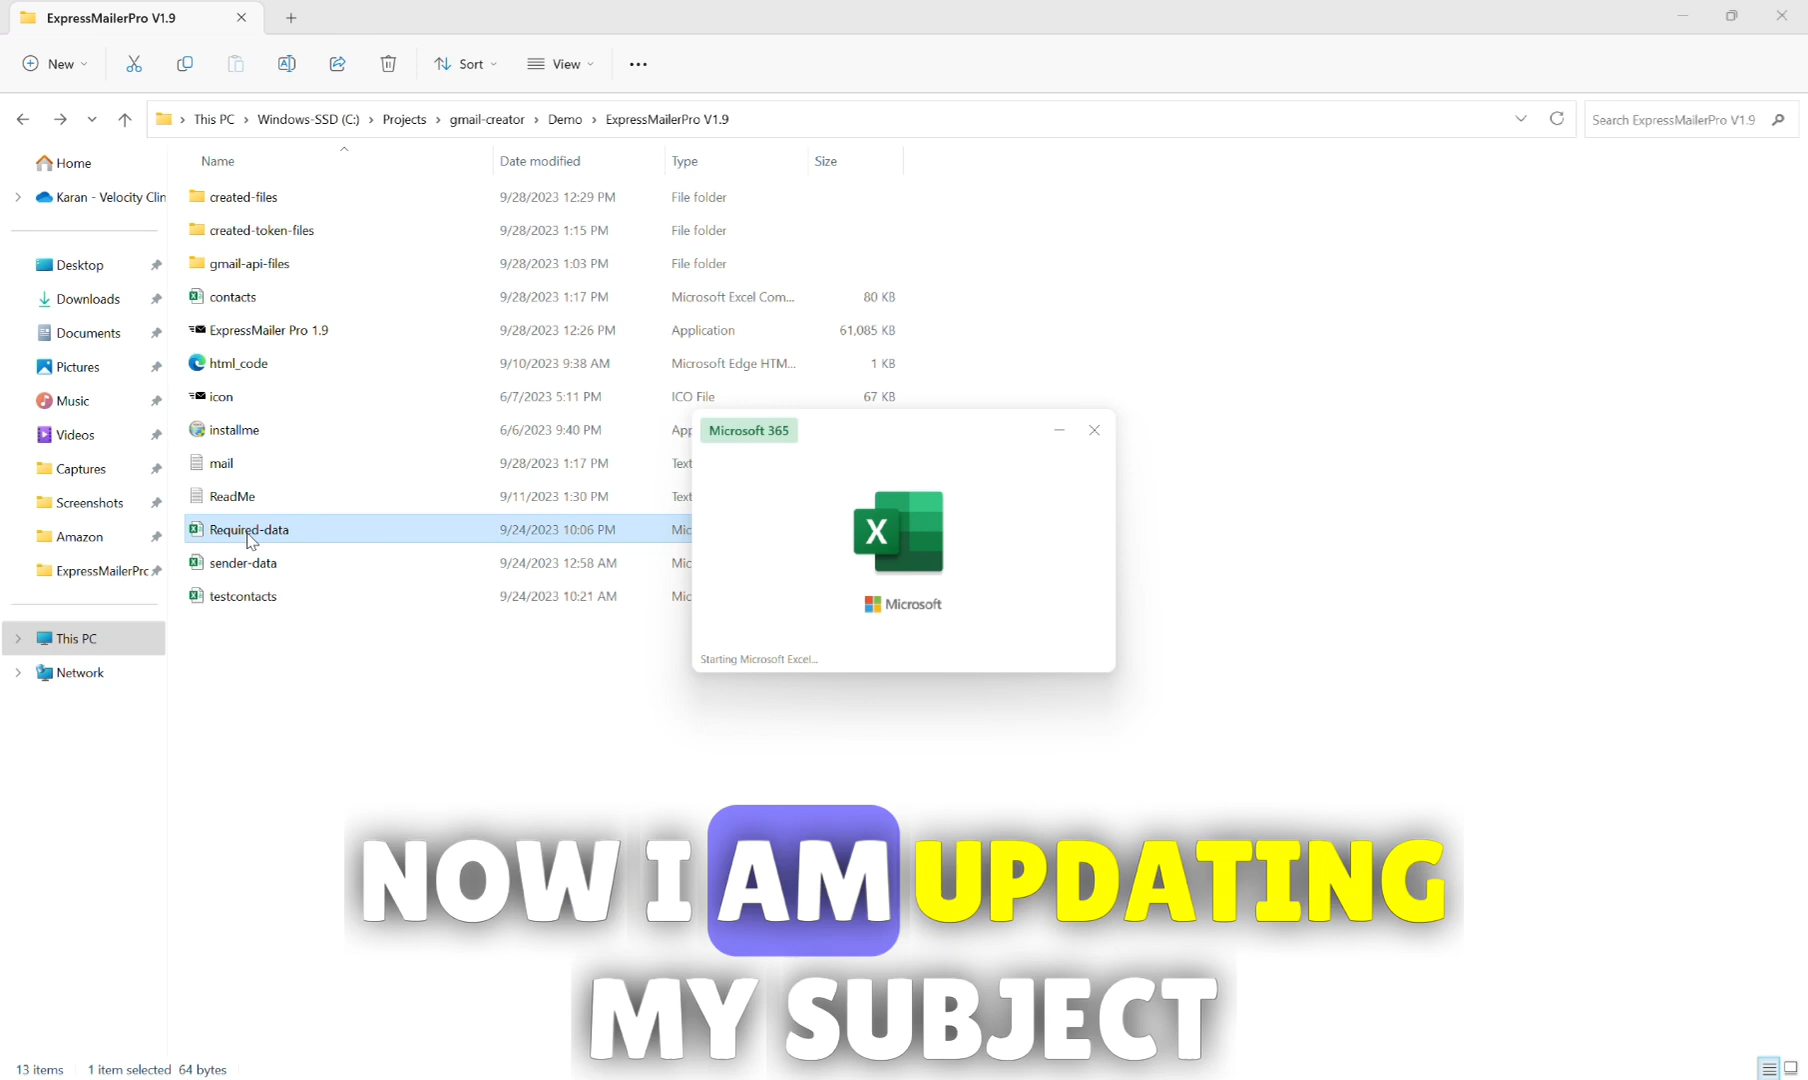 ExpressMailerPro V1.9
New
Sort
View
This PC > Windows-SSD (C:) > Projects > gmail-creator > Demo > ExpressMailerPro V1.9
Search ExpressMailerPro V1.9
Home
Karan - Velocity Clin
Desktop
Downloads
Documents
Pictures
Music
Videos
Captures
Screenshots
Amazon
ExpressMailerPrc
This PC
Network
Name Date modified Type Size
created-files 9/28/2023 12:29 PM File folder
created-token-files 9/28/2023 1:15 PM File folder
gmail-api-files 9/28/2023 1:03 PM File folder
contacts 9/28/2023 1:17 PM Microsoft Excel Com... 80 KB
ExpressMailer Pro 1.9 9/28/2023 12:26 PM Application 61,085 KB
html_code 9/10/2023 9:38 AM Microsoft Edge HTM... 1 KB
icon 6/7/2023 5:11 PM ICO File 67 KB
installme 6/6/2023 9:40 PM App
mail 9/28/2023 1:17 PM Text
ReadMe 9/11/2023 1:30 PM Text
Required-data 9/24/2023 10:06 PM Mic
sender-data 9/24/2023 12:58 AM Mic
testcontacts 9/24/2023 10:21 AM Mic
Microsoft 365
X
Microsoft
Starting Microsoft Excel...
NOW I AM UPDATING
MY SUBJECT
13 items 1 item selected 64 bytes